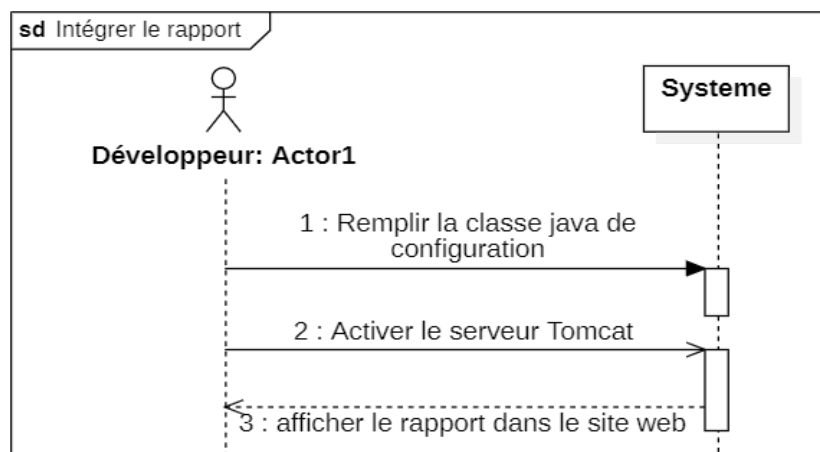 sd Intégrer le rapport
Systeme
Développeur: Actor1
1 : Remplir la classe java de
configuration
2 : Activer le serveur Tomcat
3 : afficher le rapport dans le site web